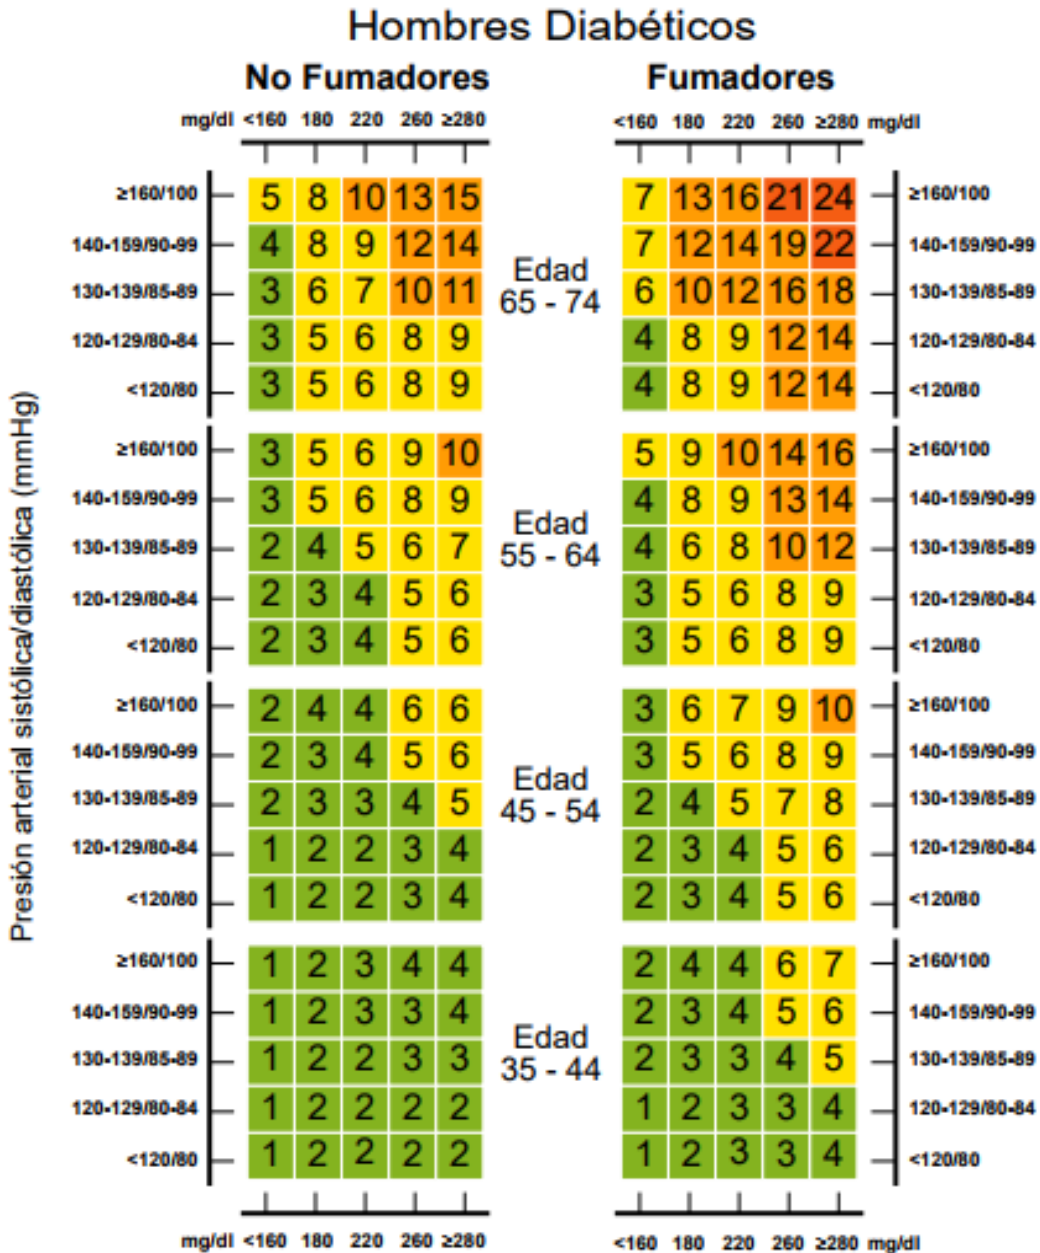 Hombres Diabéticos
No Fumadores Fumadores
mg/dl <160 180 220 260 ≥280 <160 180 220 260 ≥280 mg/dl
Presión arterial sistólica/diastólica (mmHg)
≥160/100 5 8 10 13 15 7 13 16 21 24 ≥160/100
140-159/90-99 4 8 9 12 14 7 12 14 19 22 140-159/90-99
Edad
130-139/85-89 3 6 7 10 11 6 10 12 16 18 130-139/85-89
65 - 74
120-129/80-84 3 5 6 8 9 4 8 9 12 14 120-129/80-84
<120/80 3 5 6 8 9 4 8 9 12 14 <120/80
≥160/100 3 5 6 9 10 5 9 10 14 16 ≥160/100
140-159/90-99 3 5 6 8 9 4 8 9 13 14 140-159/90-99
Edad
130-139/85-89 2 4 5 6 7 4 6 8 10 12 130-139/85-89
55 - 64
120-129/80-84 2 3 4 5 6 3 5 6 8 9 120-129/80-84
<120/80 2 3 4 5 6 3 5 6 8 9 <120/80
≥160/100 2 4 4 6 6 3 6 7 9 10 ≥160/100
140-159/90-99 2 3 4 5 6 3 5 6 8 9 140-159/90-99
Edad
130-139/85-89 2 3 3 4 5 2 4 5 7 8 130-139/85-89
45 - 54
120-129/80-84 1 2 2 3 4 2 3 4 5 6 120-129/80-84
<120/80 1 2 2 3 4 2 3 4 5 6 <120/80
≥160/100 1 2 3 4 4 2 4 4 6 7 ≥160/100
140-159/90-99 1 2 3 3 4 2 3 4 5 6 140-159/90-99
Edad
130-139/85-89 1 2 2 3 3 2 3 3 4 5 130-139/85-89
35 - 44
120-129/80-84 1 2 2 2 2 1 2 3 3 4 120-129/80-84
<120/80 1 2 2 2 2 1 2 3 3 4 <120/80
mg/dl <160 180 220 260 ≥280 <160 180 220 260 ≥280 mg/dl